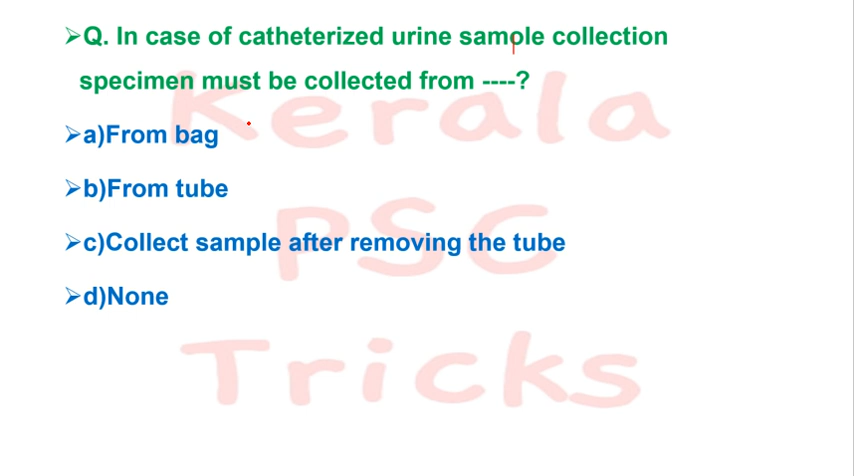 ➢Q. In case of catheterized urine sample collection
specimen must be collected from ----?
➢a)From bag
➢b)From tube
➢c)Collect sample after removing the tube
➢d)None
Kerala
PSC
Tricks